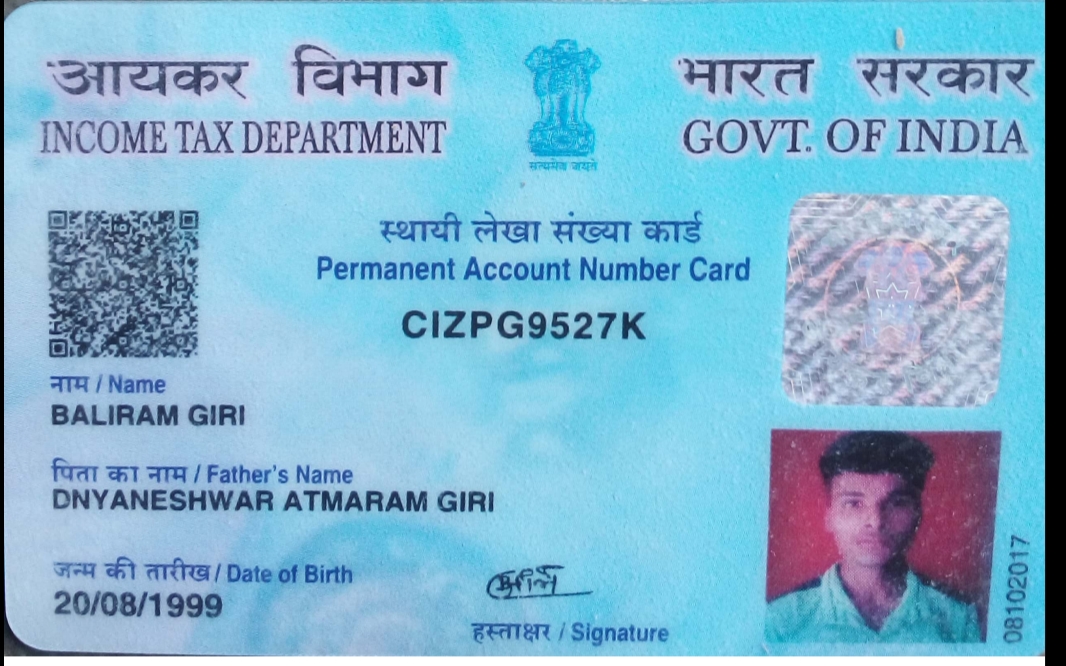 आयकर विभाग
INCOME TAX DEPARTMENT
सत्यमेव जयते
भारत सरकार
GOVT. OF INDIA
स्थायी लेखा संख्या कार्ड
Permanent Account Number Card
CIZPG9527K
नाम / Name
BALIRAM GIRI
पिता का नाम / Father's Name
DNYANESHWAR ATMARAM GIRI
जन्म की तारीख / Date of Birth
20/08/1999
हस्ताक्षर / Signature
08102017